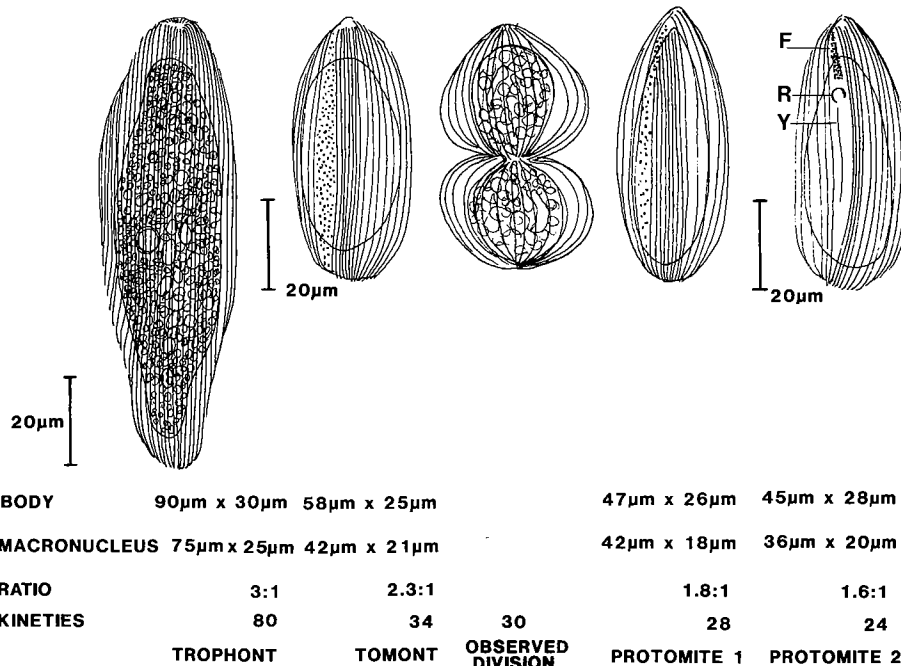 F
R
Y
20µm
20µm
20µm
BODY 90µm x 30µm 58µm x 25µm 47µm x 26µm 45µm x 28µm
MACRONUCLEUS 75µm x 25µm 42µm x 21µm 42µm x 18µm 36µm x 20µm
RATIO 3:1 2.3:1 1.8:1 1.6:1
KINETIES 80 34 30 28 24
TROPHONT TOMONT OBSERVED DIVISION PROTOMITE 1 PROTOMITE 2